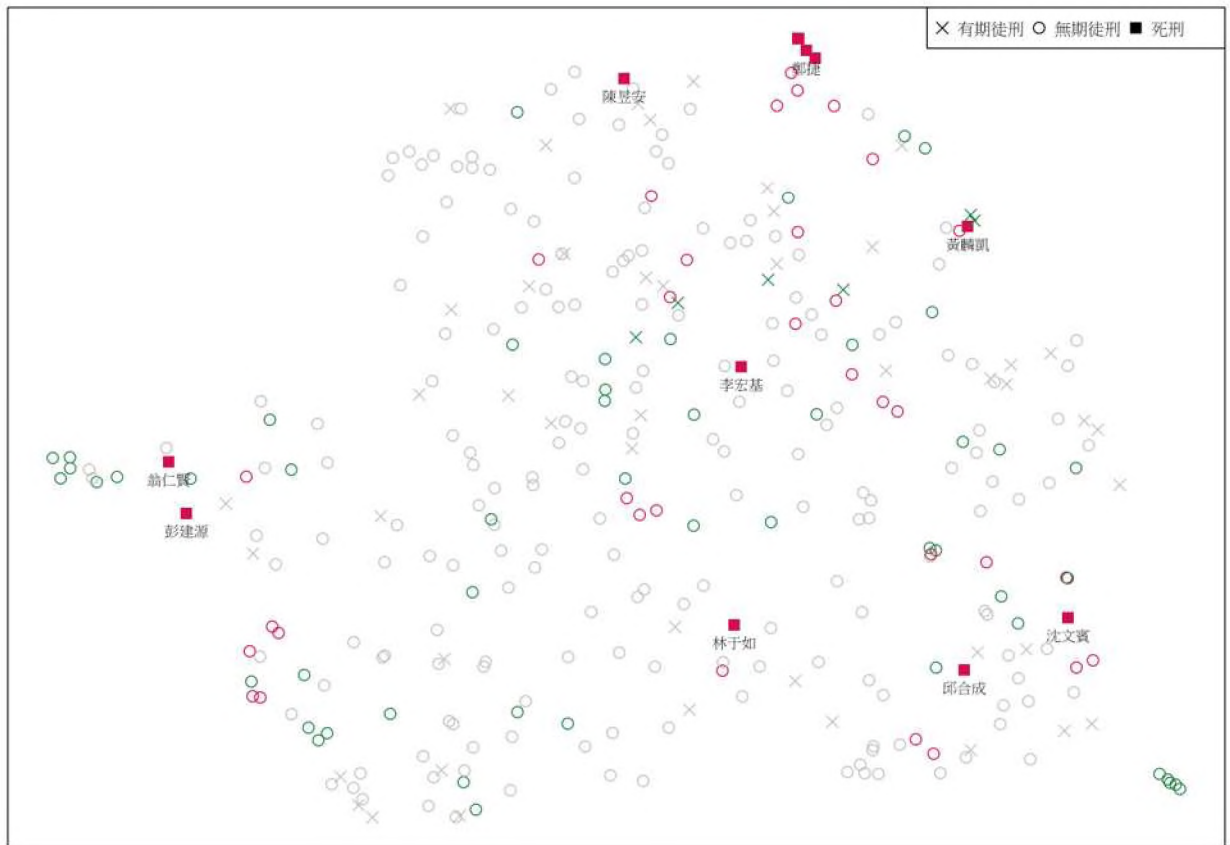 × 有期徒刑 ○ 無期徒刑 ■ 死刑
鄭捷
陳昱安
黃麟凱
李宏基
翁仁賢
彭建源
林于如
沈文賓
邱合成